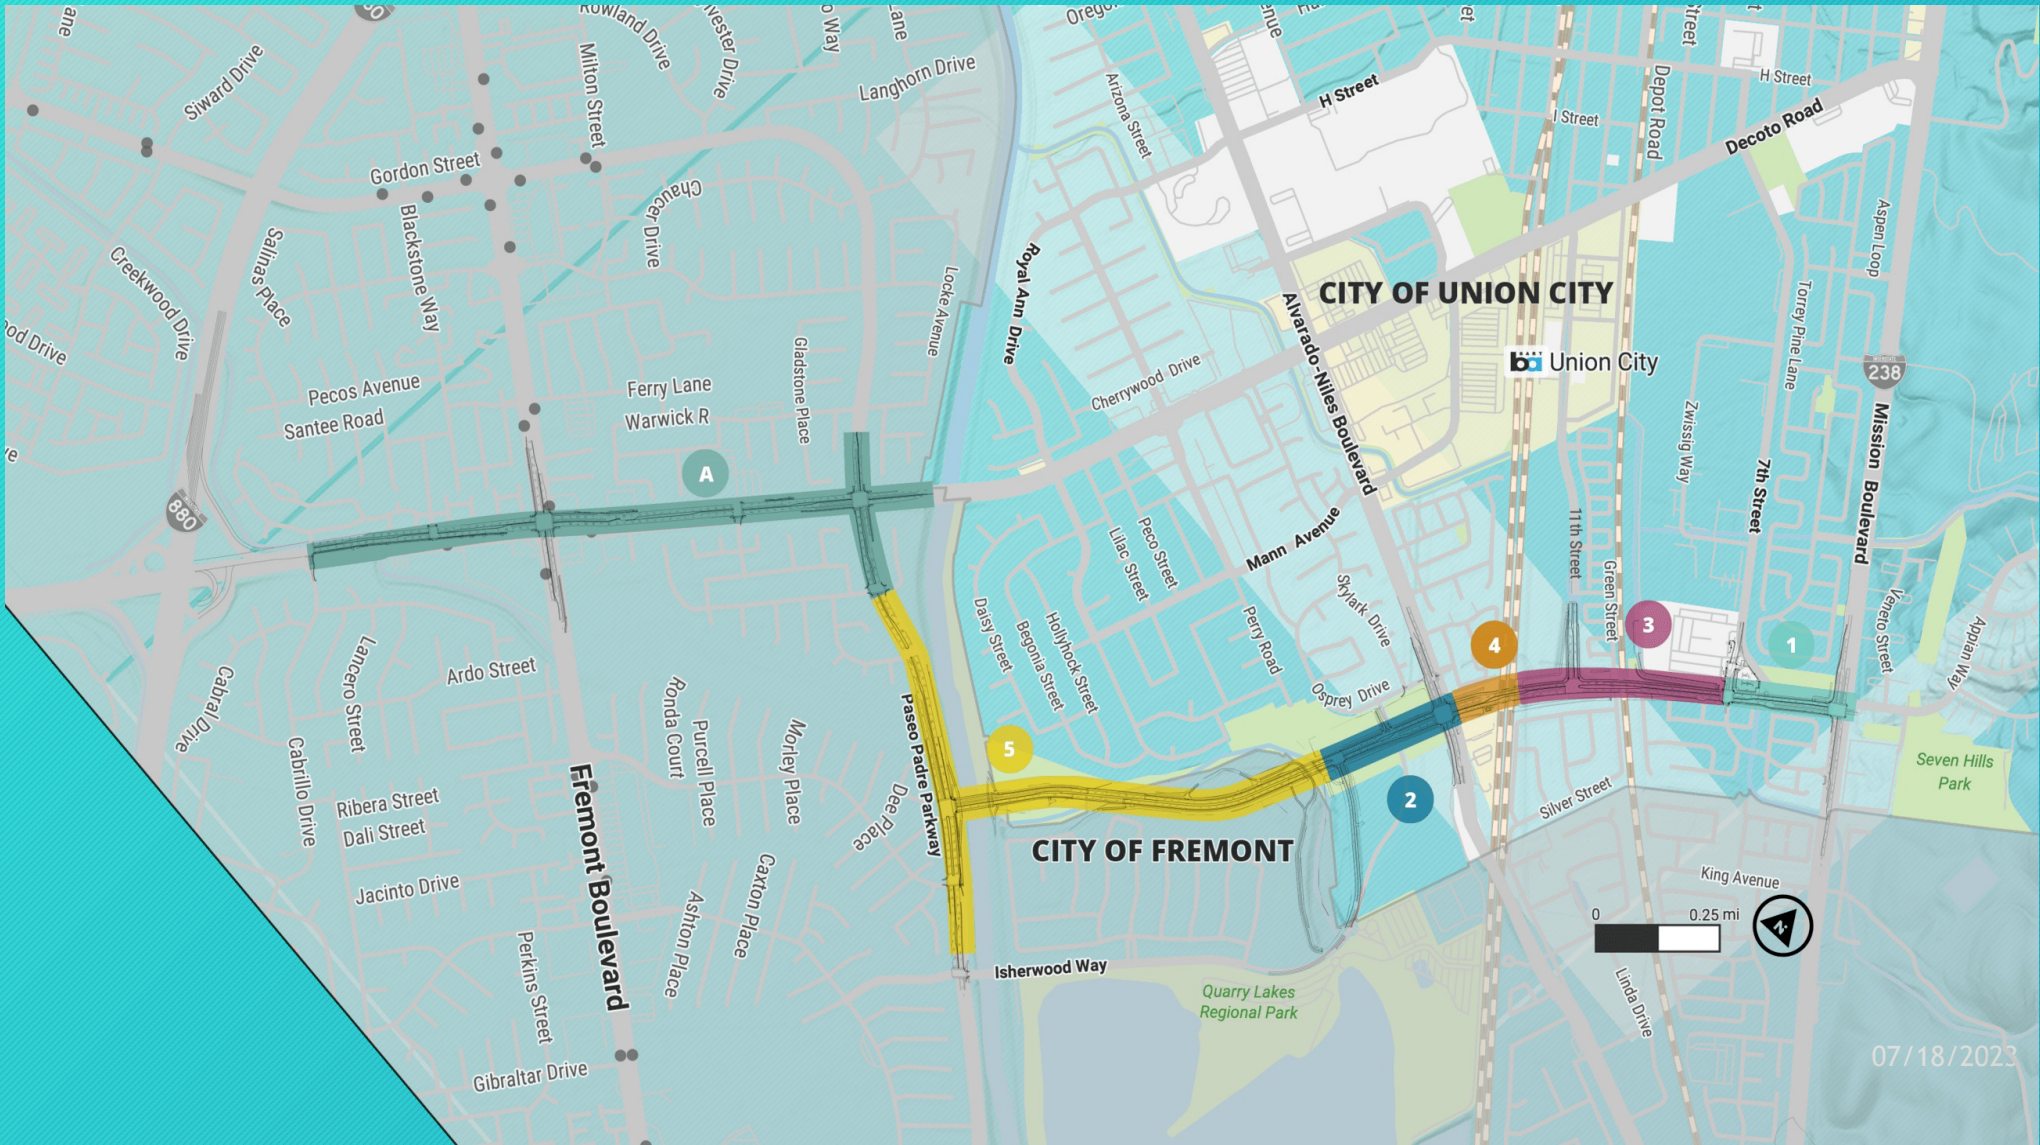 Lane
Siward Drive
Rowland Drive
Milton Street
Langhorn Drive
Lane
Arizona Street
H Street
I Street
Depot Road
Street
H Street
Decoto Road
Gordon Street
Blackstone Way
Chaucer Drive
Salinas Place
Creekwood Drive
Locke Avenue
Royal Ann Drive
Aspen Loop
CITY OF UNION CITY
Torrey Pine Lane
Alvarado-Niles Boulevard
ba Union City
238
Cherrywood Drive
Gladstone Place
Pecos Avenue
Santee Road
Ferry Lane
Warwick R
Zwissig Way
7th Street
Mission Boulevard
A
880
Mann Avenue
Peco Street
Lilac Street
11th Street
Green Street
Skylark Drive
Daisy Street
Begonia Street
Hollyhock Street
Perry Road
Osprey Drive
4
3
1
Veneto Street
Appian Way
Cabral Drive
Lancero Street
Ardo Street
Ronda Court
Purcell Place
Merley Place
Paseo Padre Parkway
5
2
Silver Street
Seven Hills
Park
Cabrillo Drive
Ribera Street
Dali Street
Dee Place
CITY OF FREMONT
Fremont Boulevard
Jacinto Drive
Ashton Place
Caxton Place
King Avenue
0 0.25 mi
N
Isherwood Way
Perkins Street
Quarry Lakes
Regional Park
Linda Drive
Gibraltar Drive
07/18/2023